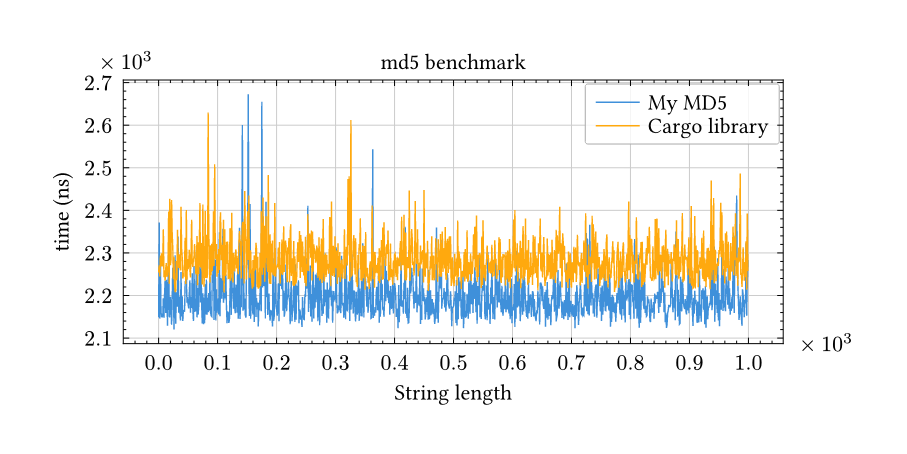 md5 benchmark
× 10³
2.7
2.6
2.5
2.4
2.3
2.2
2.1
time (ns)
My MD5
Cargo library
0.0 0.1 0.2 0.3 0.4 0.5 0.6 0.7 0.8 0.9 1.0
× 10³
String length